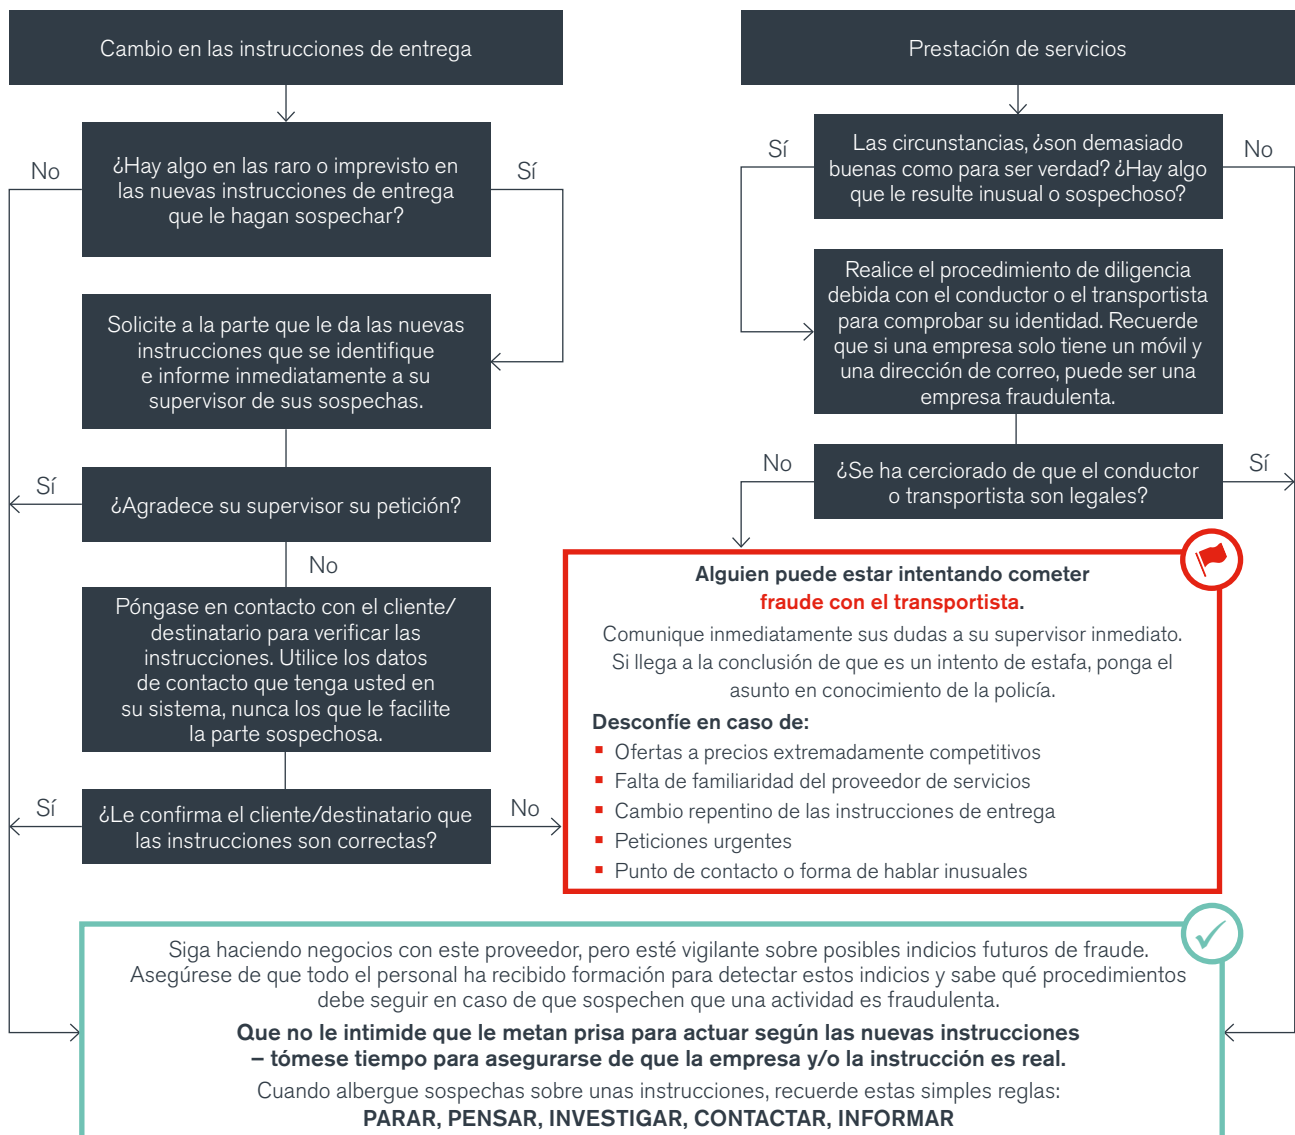 Cambio en las instrucciones de entrega
No
¿Hay algo en las raro o imprevisto en
las nuevas instrucciones de entrega
que le hagan sospechar?
Sí
Solicite a la parte que le da las nuevas
instrucciones que se identifique
e informe inmediatamente a su
supervisor de sus sospechas.
Sí
¿Agradece su supervisor su petición?
No
Póngase en contacto con el cliente/
destinatario para verificar las
instrucciones. Utilice los datos
de contacto que tenga usted en
su sistema, nunca los que le facilite
la parte sospechosa.
Sí
¿Le confirma el cliente/destinatario que
las instrucciones son correctas?
No
Prestación de servicios
Sí
Las circunstancias, ¿son demasiado
buenas como para ser verdad? ¿Hay algo
que le resulte inusual o sospechoso?
No
Realice el procedimiento de diligencia
debida con el conductor o el transportista
para comprobar su identidad. Recuerde
que si una empresa solo tiene un móvil y
una dirección de correo, puede ser una
empresa fraudulenta.
No
¿Se ha cerciorado de que el conductor
o transportista son legales?
Sí
Alguien puede estar intentando cometer
fraude con el transportista.
Comunique inmediatamente sus dudas a su supervisor inmediato.
Si llega a la conclusión de que es un intento de estafa, ponga el
asunto en conocimiento de la policía.
Desconfíe en caso de:
▪ Ofertas a precios extremadamente competitivos
▪ Falta de familiaridad del proveedor de servicios
▪ Cambio repentino de las instrucciones de entrega
▪ Peticiones urgentes
▪ Punto de contacto o forma de hablar inusuales
Siga haciendo negocios con este proveedor, pero esté vigilante sobre posibles indicios futuros de fraude.
Asegúrese de que todo el personal ha recibido formación para detectar estos indicios y sabe qué procedimientos
debe seguir en caso de que sospechen que una actividad es fraudulenta.
Que no le intimide que le metan prisa para actuar según las nuevas instrucciones
– tómese tiempo para asegurarse de que la empresa y/o la instrucción es real.
Cuando albergue sospechas sobre unas instrucciones, recuerde estas simples reglas:
PARAR, PENSAR, INVESTIGAR, CONTACTAR, INFORMAR